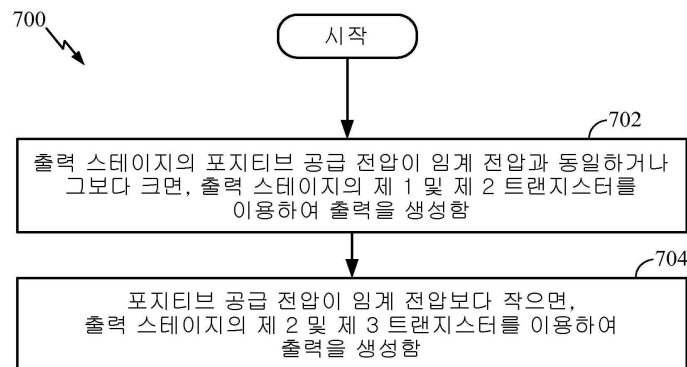 700
시작
702
출력 스테이지의 포지티브 공급 전압이 임계 전압과 동일하거나
그보다 크면, 출력 스테이지의 제 1 및 제 2 트랜지스터를
이용하여 출력을 생성함
704
포지티브 공급 전압이 임계 전압보다 작으면,
출력 스테이지의 제 2 및 제 3 트랜지스터를 이용하여
출력을 생성함